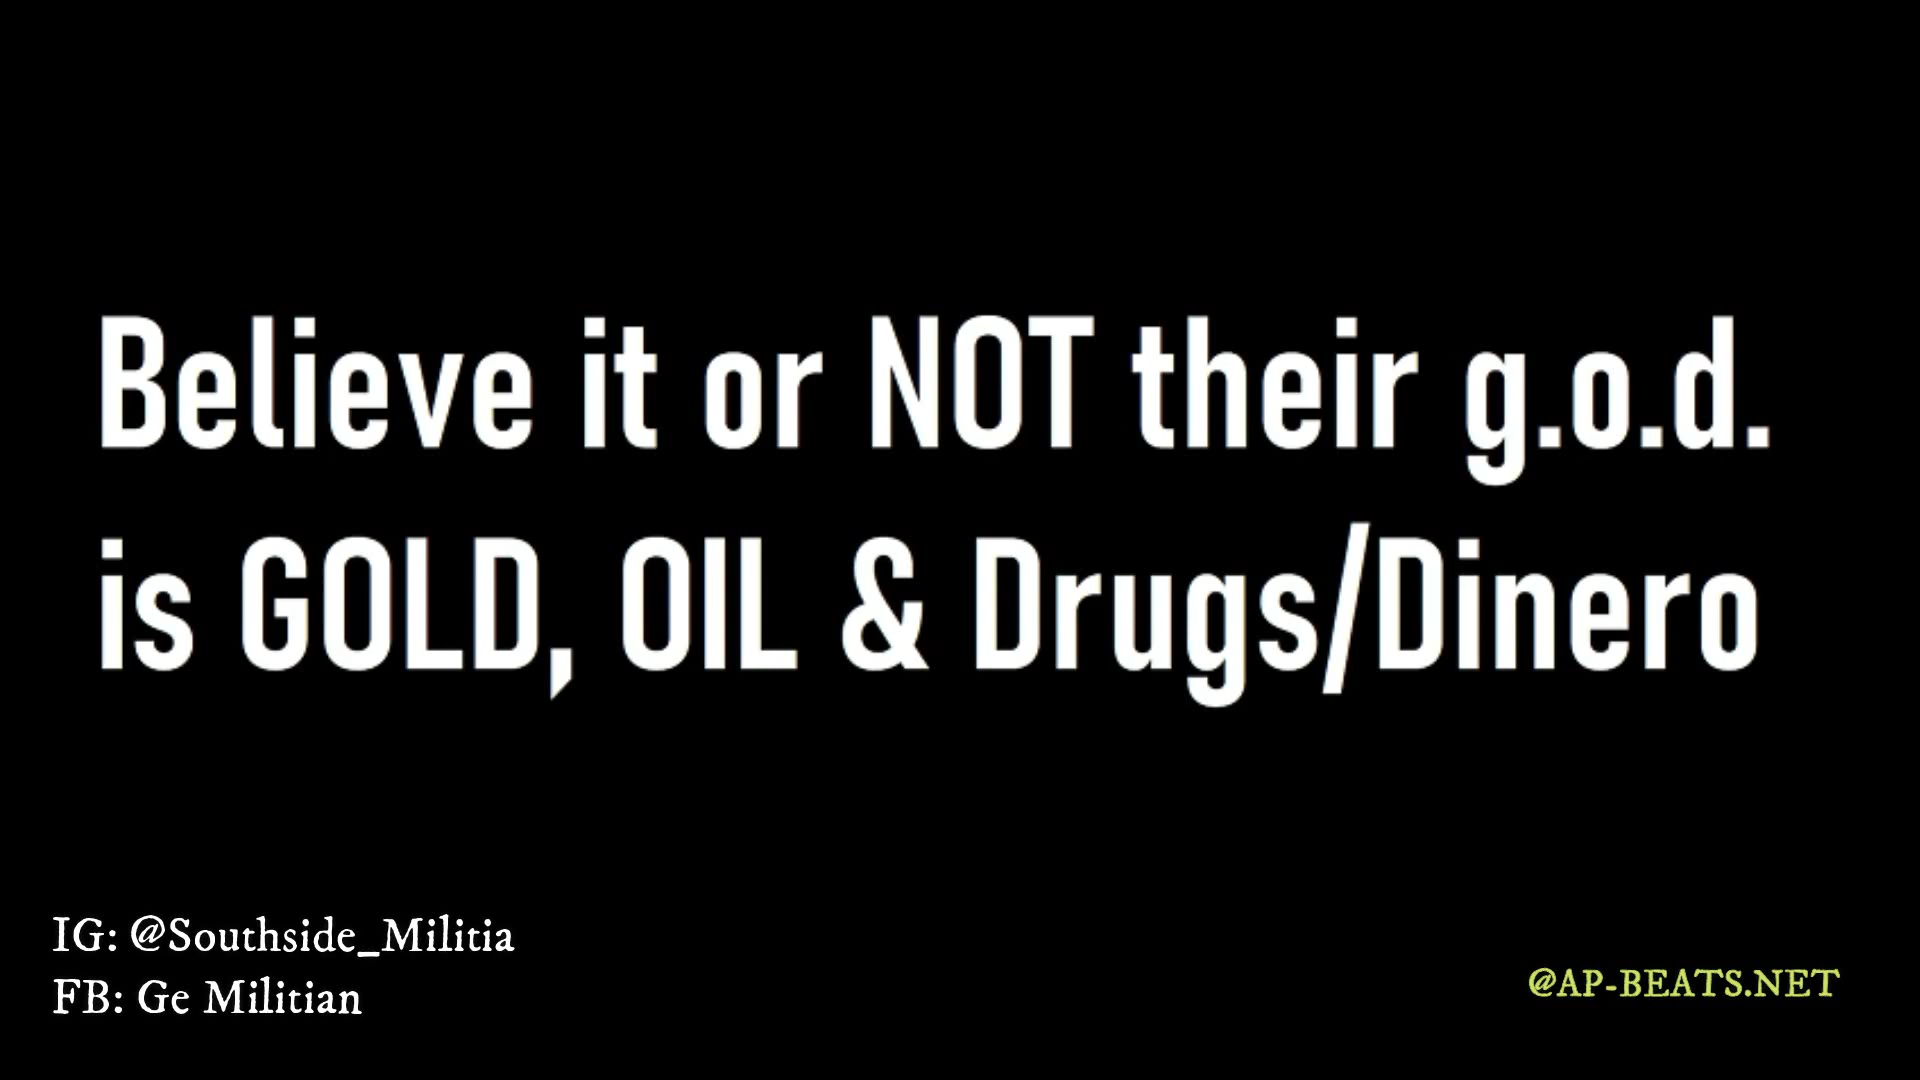 Believe it or NOT their g.o.d.
is GOLD, OIL & Drugs/Dinero
IG: @Southside_Militia
FB: Ge Militian
@AP-BEATS.NET